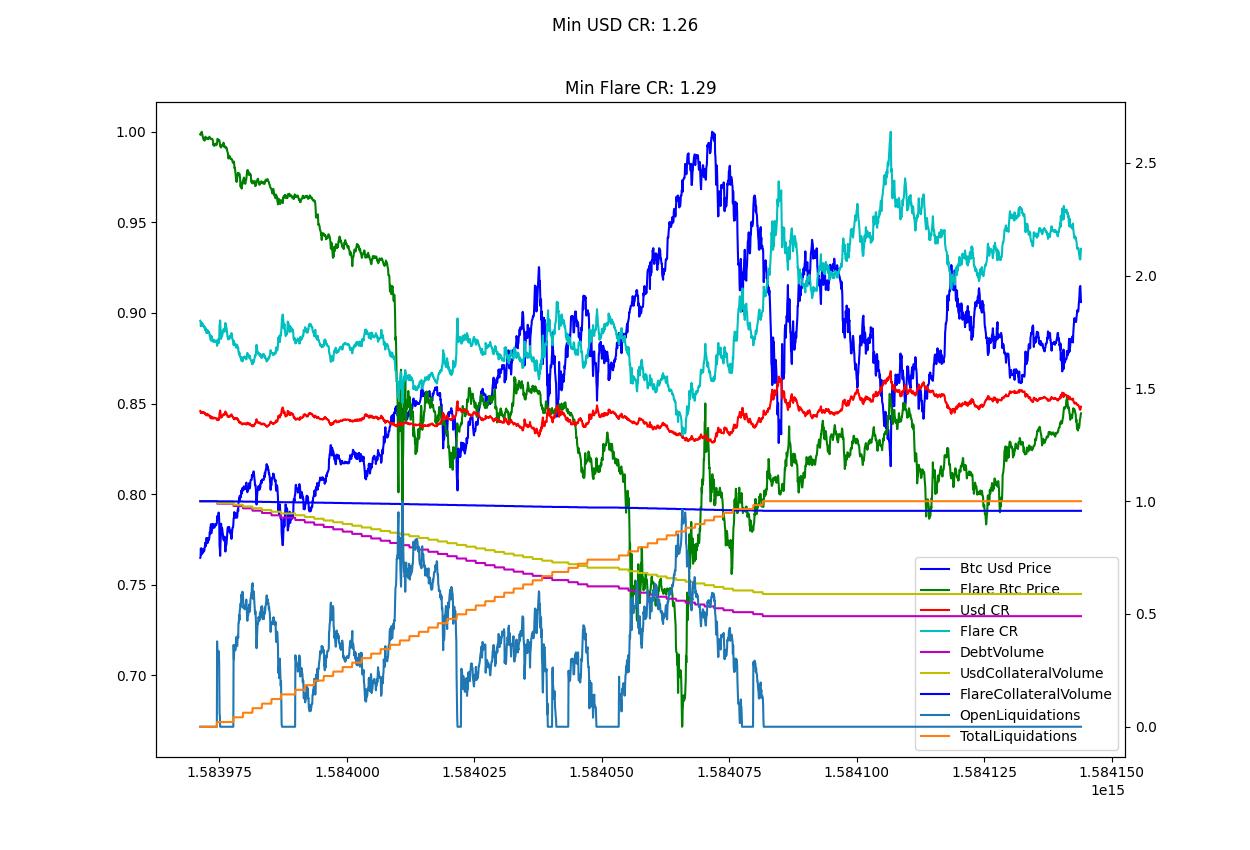 Min USD CR: 1.26
Min Flare CR: 1.29
1.00
0.95
0.90
0.85
0.80
0.75
0.70
2.5
2.0
1.5
1.0
0.5
0.0
Btc Usd Price
Flare Btc Price
Usd CR
Flare CR
DebtVolume
UsdCollateralVolume
FlareCollateralVolume
OpenLiquidations
TotalLiquidations
1.583975 1.584000 1.584025 1.584050 1.584075 1.584100 1.584125 1.584150
1e15